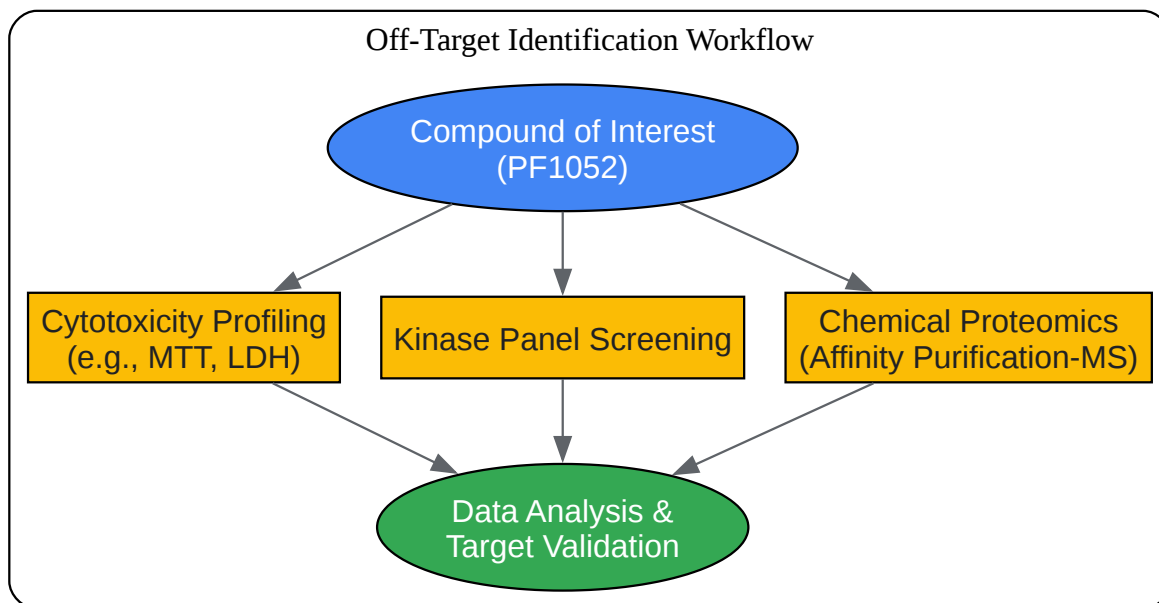 Off-Target Identification Workflow
Compound of Interest
(PF1052)
Cytotoxicity Profiling
(e.g., MTT, LDH)
Kinase Panel Screening
Chemical Proteomics
(Affinity Purification-MS)
Data Analysis &
Target Validation